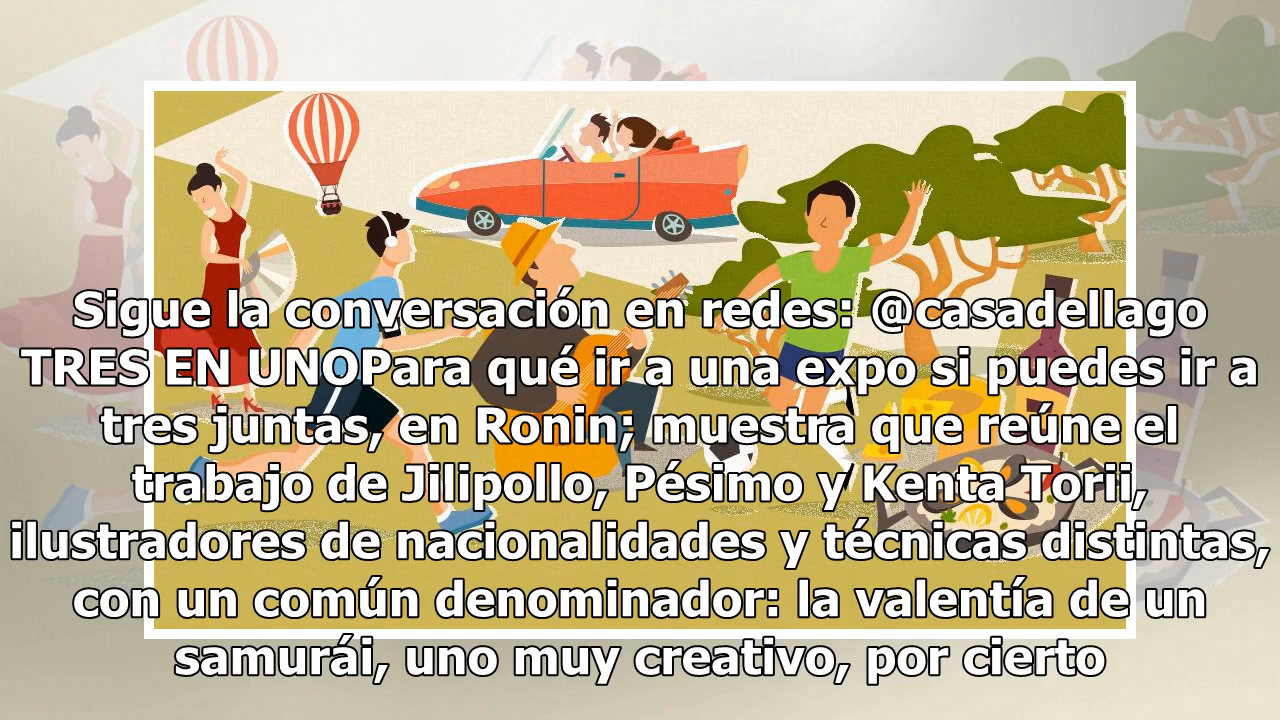 Sigue la conversación en redes: @casadellago
TRES EN UNOPara qué ir a una expo si puedes ir a
tres juntas, en Ronin; muestra que reúne el
trabajo de Jilipollo, Pésimo y Kenta Torii,
ilustradores de nacionalidades y técnicas distintas,
con un común denominador: la valentía de un
samurái, uno muy creativo, por cierto